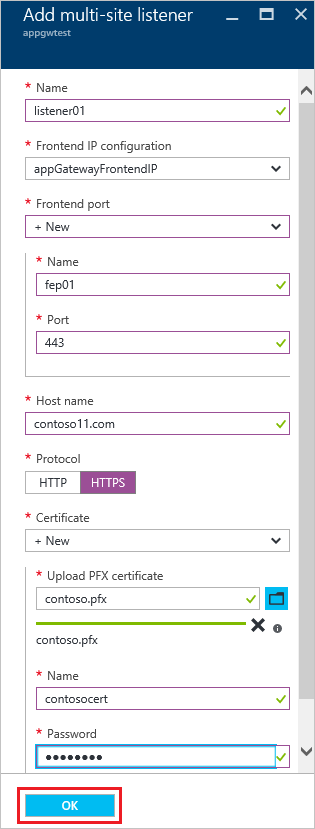 Add multi-site listener
appgwtest
* Name
listener01
* Frontend IP configuration
appGatewayFrontendIP
* Frontend port
+ New
* Name
fep01
* Port
443
* Host name
contoso11.com
* Protocol
HTTP HTTPS
* Certificate
+ New
* Upload PFX certificate
contoso.pfx
contoso.pfx
* Name
contosocert
* Password
••••••••
OK